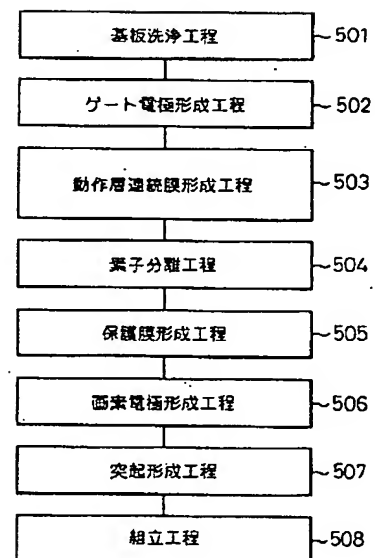 基板洗浄工程 501
ゲート電極形成工程 502
動作層連続膜形成工程 503
素子分離工程 504
保護膜形成工程 505
画素電極形成工程 506
突起形成工程 507
組立工程 508